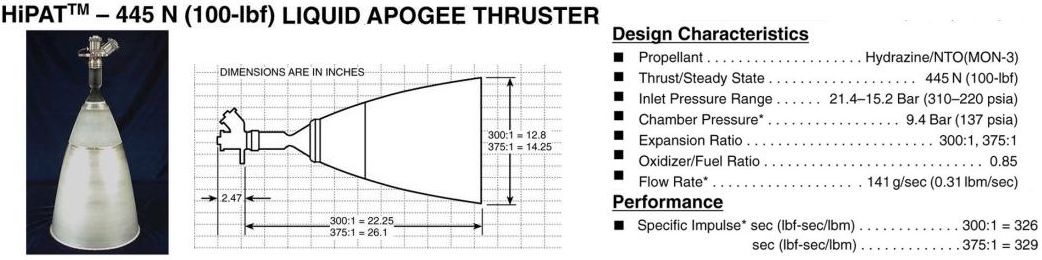 HiPAT™ – 445 N (100-lbf) LIQUID APOGEE THRUSTER
DIMENSIONS ARE IN INCHES
300:1 = 12.8
375:1 = 14.25
2.47
300:1 = 22.25
375:1 = 26.1
Design Characteristics
■ Propellant . . . . . . . . . . . . . . . . . . . . . Hydrazine/NTO(MON-3)
■ Thrust/Steady State . . . . . . . . . . . . . . . . . . . 445 N (100-lbf)
■ Inlet Pressure Range . . . . . . 21.4–15.2 Bar (310–220 psia)
■ Chamber Pressure* . . . . . . . . . . . . . . . . . 9.4 Bar (137 psia)
■ Expansion Ratio . . . . . . . . . . . . . . . . . . . . . . . . 300:1, 375:1
■ Oxidizer/Fuel Ratio . . . . . . . . . . . . . . . . . . . . . . . . . . . . . 0.85
■ Flow Rate* . . . . . . . . . . . . . . . . . . . 141 g/sec (0.31 lbm/sec)
Performance
■ Specific Impulse* sec (lbf-sec/lbm) . . . . . . . . . . . . . 300:1 = 326
sec (lbf-sec/lbm) . . . . . . . . . . . . . 375:1 = 329